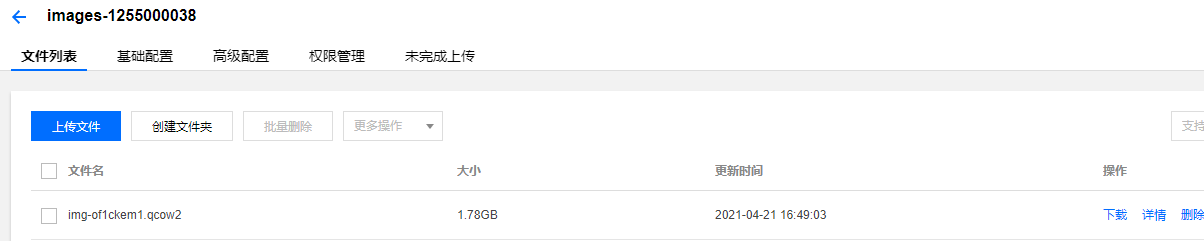 images-1255000038
文件列表 基础配置 高级配置 权限管理 未完成上传
上传文件 创建文件夹 批量删除 更多操作 支持
文件名 大小 更新时间 操作
img-of1ckem1.qcow2 1.78GB 2021-04-21 16:49:03 下载 详情 删除